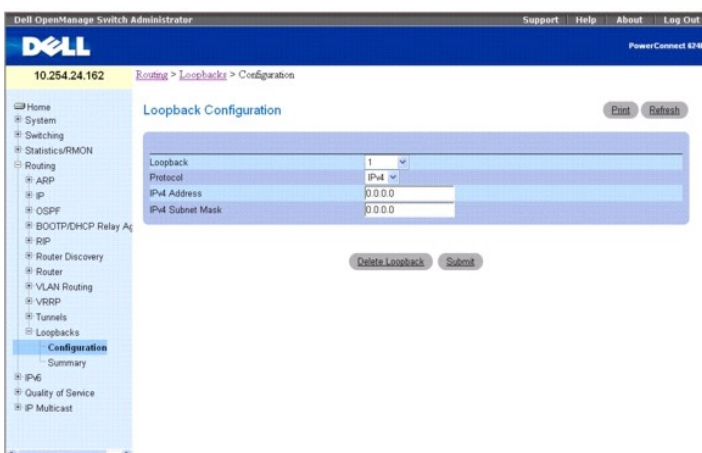 Dell OpenManage Switch Administrator
Support Help About Log Out
DELL
PowerConnect 624
10.254.24.162
Routing > Loopbacks > Configuration
Home
System
Switching
Statistics/RMON
Routing
ARP
IP
OSPF
BOOTP/DHCP Relay Ag
RIP
Router Discovery
Router
VLAN Routing
VRRP
Tunnels
Loopbacks
Configuration
Summary
IPv6
Quality of Service
IP Multicast
Loopback Configuration
Print Refresh
Loopback 1
Protocol IPv4
IPv4 Address 0.0.0.0
IPv4 Subnet Mask 0.0.0.0
Delete Loopback Submit